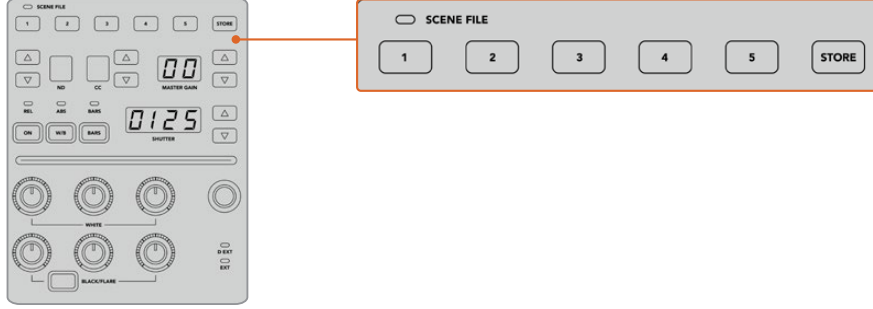 SCENE FILE
1 2 3 4 5 STORE
ND CC 00
MASTER GAIN
REL ABS BARS
ON W/B BARS 0125
SHUTTER
WHITE
D EXT
EXT
BLACK/FLARE
SCENE FILE
1 2 3 4 5 STORE